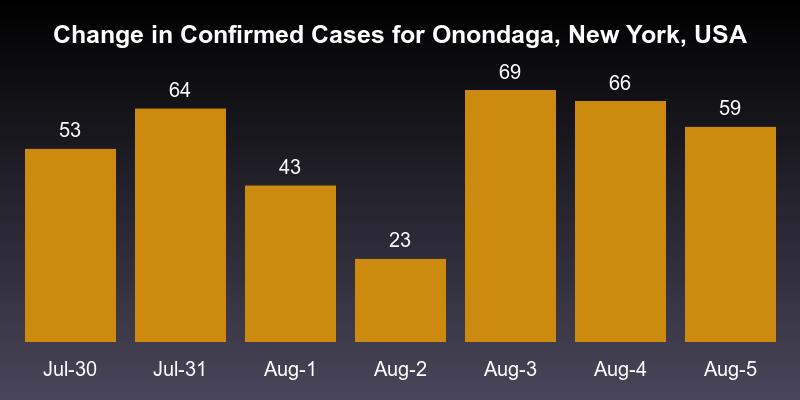 Change in Confirmed Cases for Onondaga, New York, USA
53
64
43
23
69
66
59
Jul-30
Jul-31
Aug-1
Aug-2
Aug-3
Aug-4
Aug-5